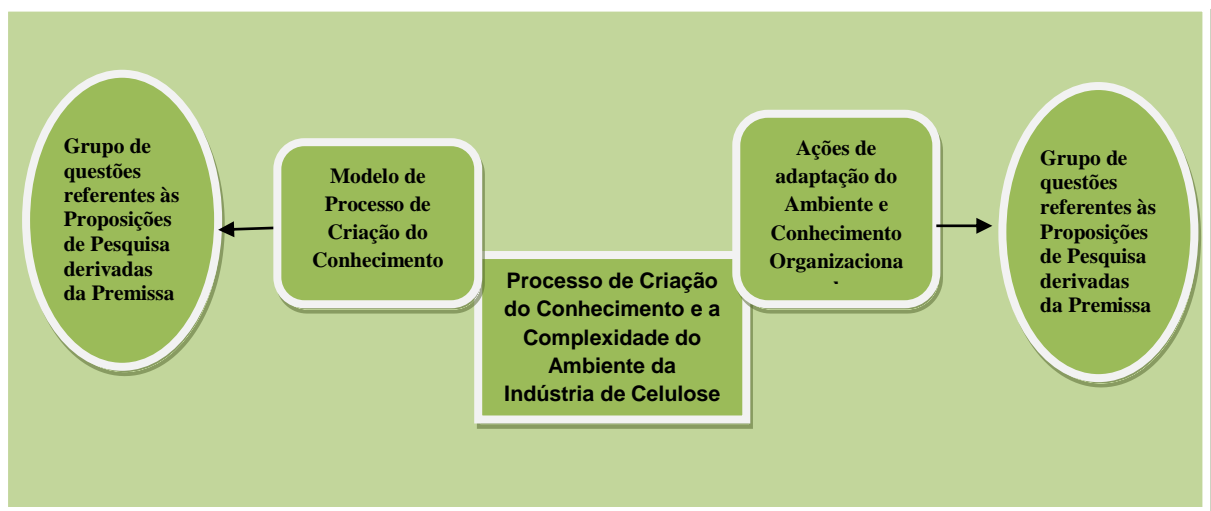 Grupo de
questões
referentes às
Proposições
de Pesquisa
derivadas
da Premissa
Modelo de
Processo de
Criação do
Conhecimento
Processo de Criação
do Conhecimento e a
Complexidade do
Ambiente da
Indústria de Celulose
Ações de
adaptação do
Ambiente e
Conhecimento
Organizaciona
Grupo de
questões
referentes às
Proposições
de Pesquisa
derivadas
da Premissa